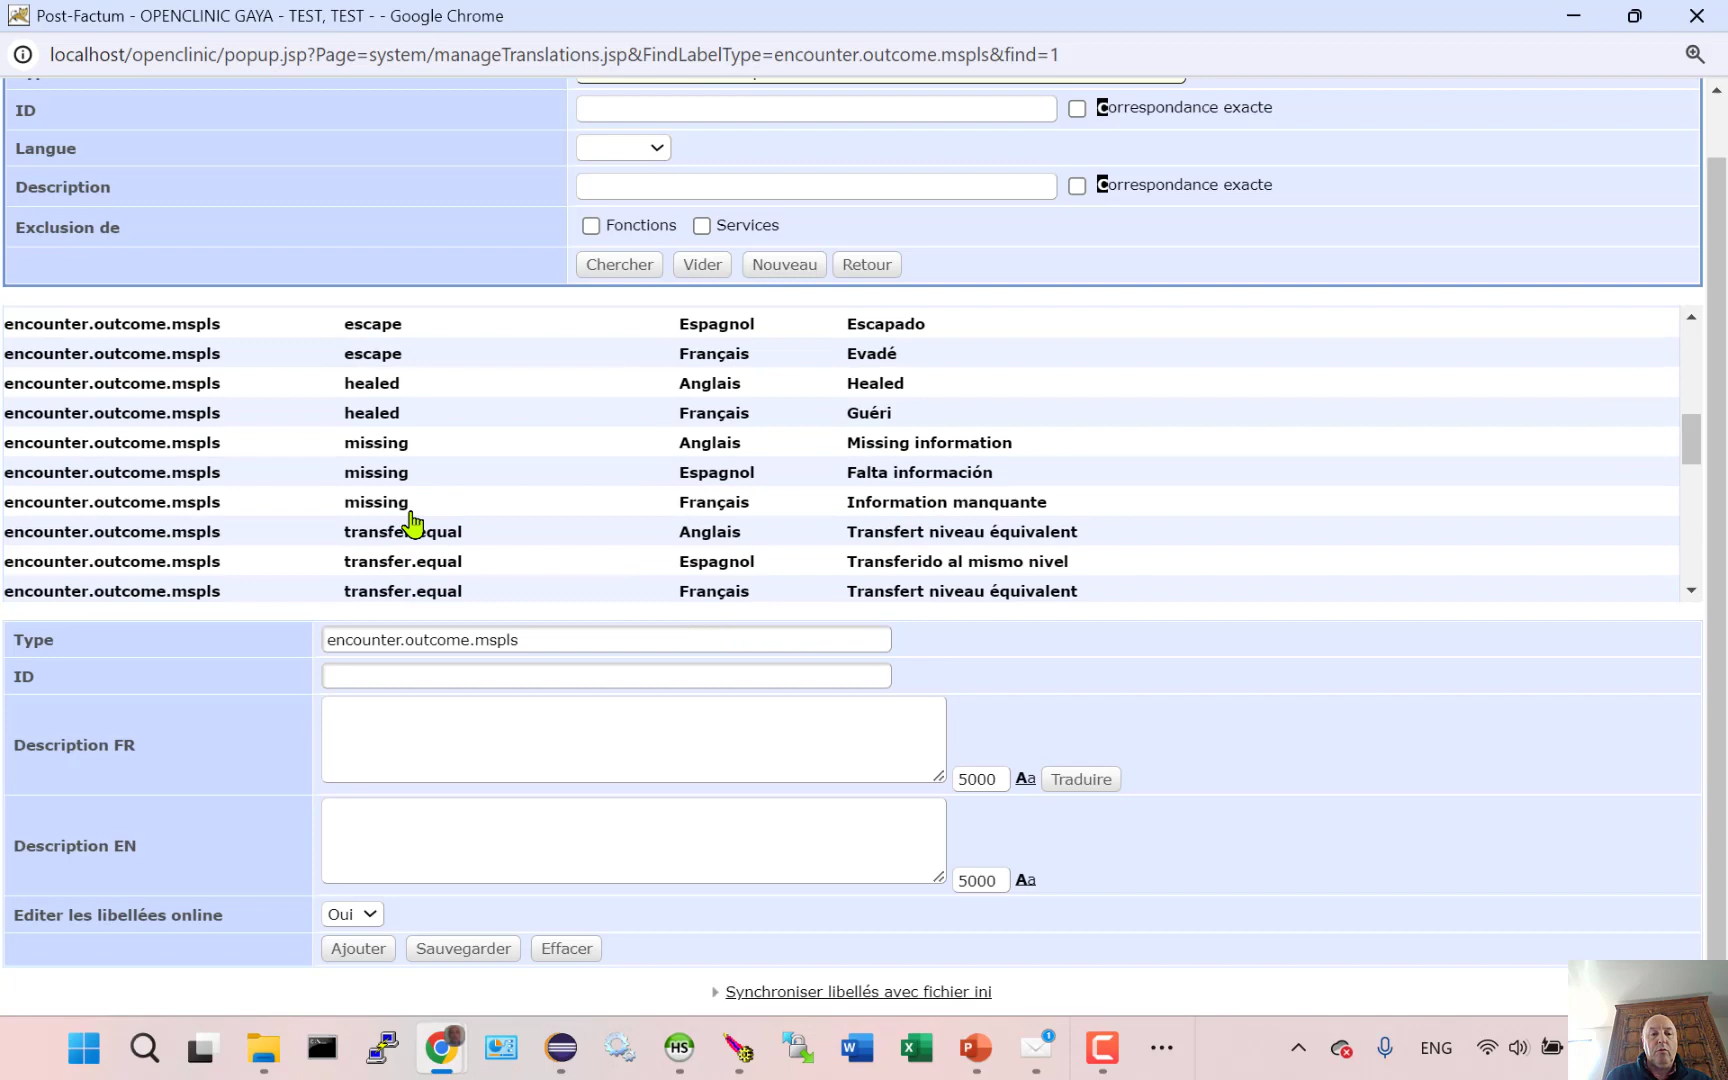 Post-Factum - OPENCLINIC GAYA - TEST, TEST - - Google Chrome
localhost/openclinic/popup.jsp?Page=system/manageTranslations.jsp&FindLabelType=encounter.outcome.mspls&find=1
ID Correspondance exacte
Langue
Description Correspondance exacte
Exclusion de Fonctions Services
Chercher Vider Nouveau Retour
encounter.outcome.mspls escape Espagnol Escapado
encounter.outcome.mspls escape Français Evadé
encounter.outcome.mspls healed Anglais Healed
encounter.outcome.mspls healed Français Guéri
encounter.outcome.mspls missing Anglais Missing information
encounter.outcome.mspls missing Espagnol Falta información
encounter.outcome.mspls missing Français Information manquante
encounter.outcome.mspls transfer.equal Anglais Transfert niveau équivalent
encounter.outcome.mspls transfer.equal Espagnol Transferido al mismo nivel
encounter.outcome.mspls transfer.equal Français Transfert niveau équivalent
Type encounter.outcome.mspls
ID
Description FR 5000 Aa Traduire
Description EN 5000 Aa
Editer les libellées online Oui
Ajouter Sauvegarder Effacer
Synchroniser libellés avec fichier ini
HS 1 ENG